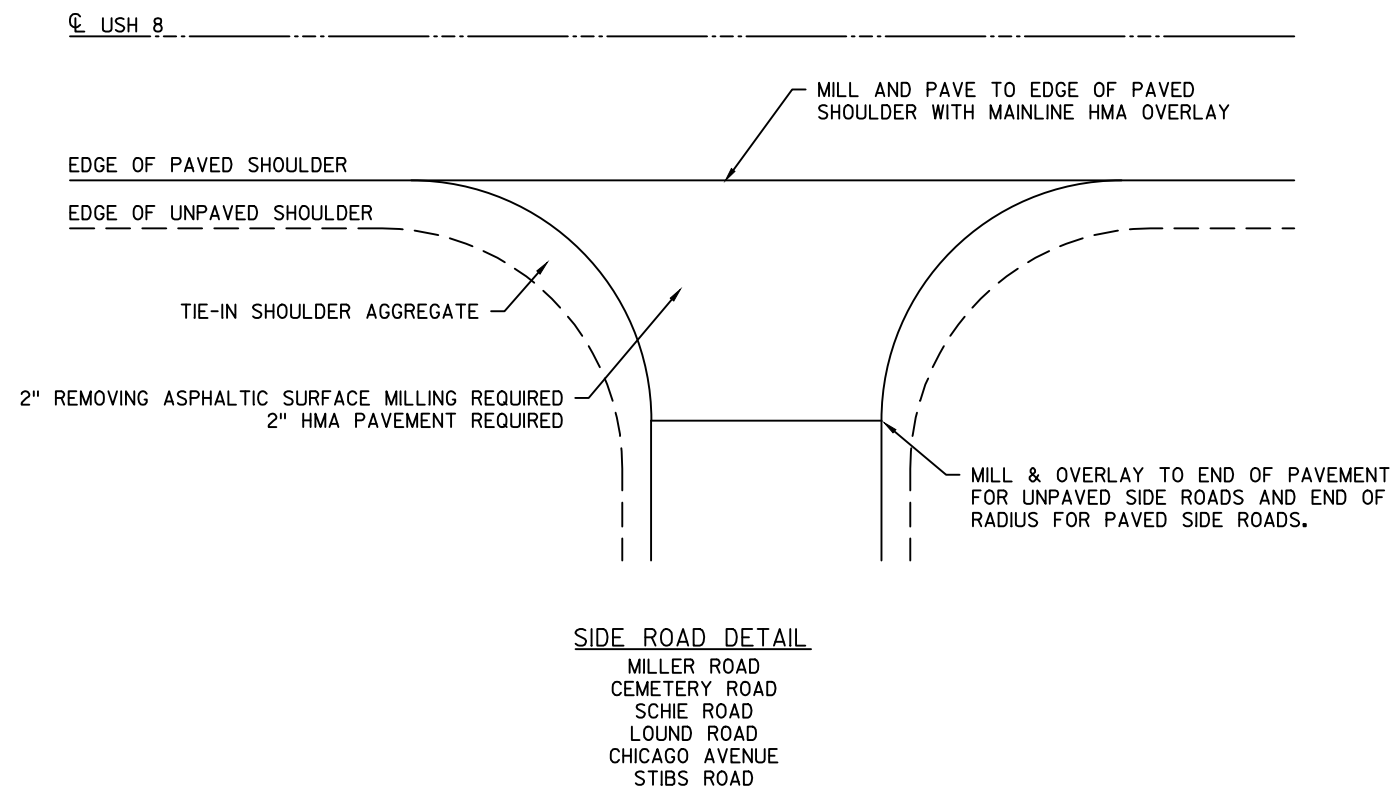 ℄ USH 8
MILL AND PAVE TO EDGE OF PAVED
SHOULDER WITH MAINLINE HMA OVERLAY
EDGE OF PAVED SHOULDER
EDGE OF UNPAVED SHOULDER
TIE-IN SHOULDER AGGREGATE
2" REMOVING ASPHALTIC SURFACE MILLING REQUIRED
2" HMA PAVEMENT REQUIRED
MILL & OVERLAY TO END OF PAVEMENT
FOR UNPAVED SIDE ROADS AND END OF
RADIUS FOR PAVED SIDE ROADS.
SIDE ROAD DETAIL
MILLER ROAD
CEMETERY ROAD
SCHIE ROAD
LOUND ROAD
CHICAGO AVENUE
STIBS ROAD